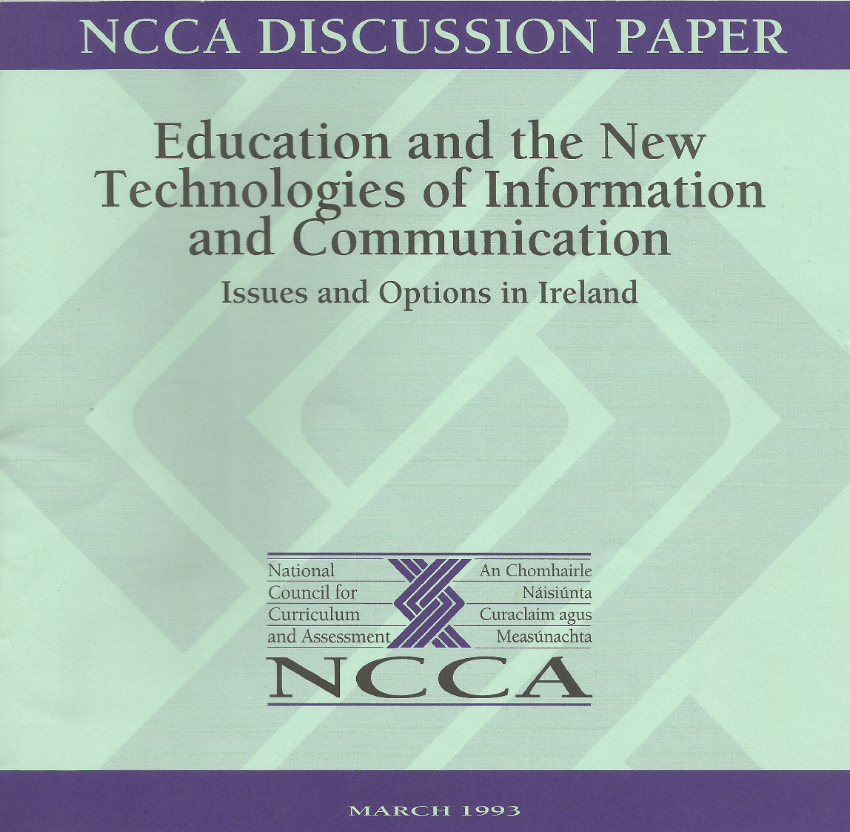 NCCA DISCUSSION PAPER
Education and the New
Technologies of Information
and Communication
Issues and Options in Ireland
National
Council for
Curriculum
and Assessment
An Chomhairle
Náisiúnta
Curaclaim agus
Measúnachta
NCCA
MARCH 1993